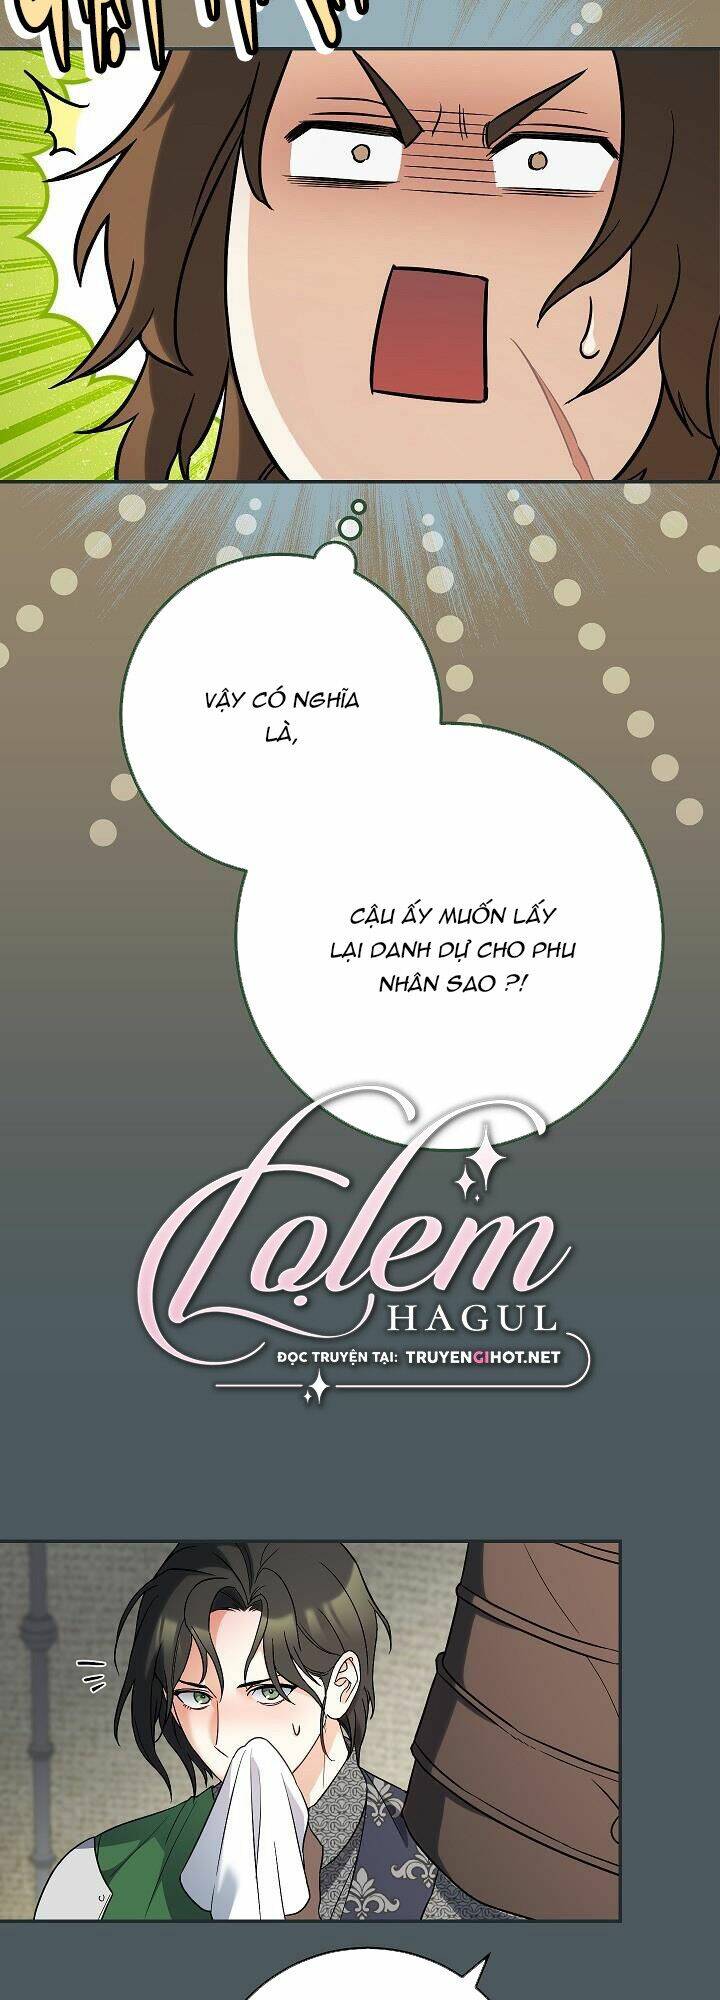 VẬY CÓ NGHĨA
LÀ,
CẬU ẤY MUỐN LẤY
LẠI DANH DỰ CHO PHU
NHÂN SAO ?!
Lọlem
HAGUL
ĐỌC TRUYỆN TẠI: TRUYENGIHOT.NET